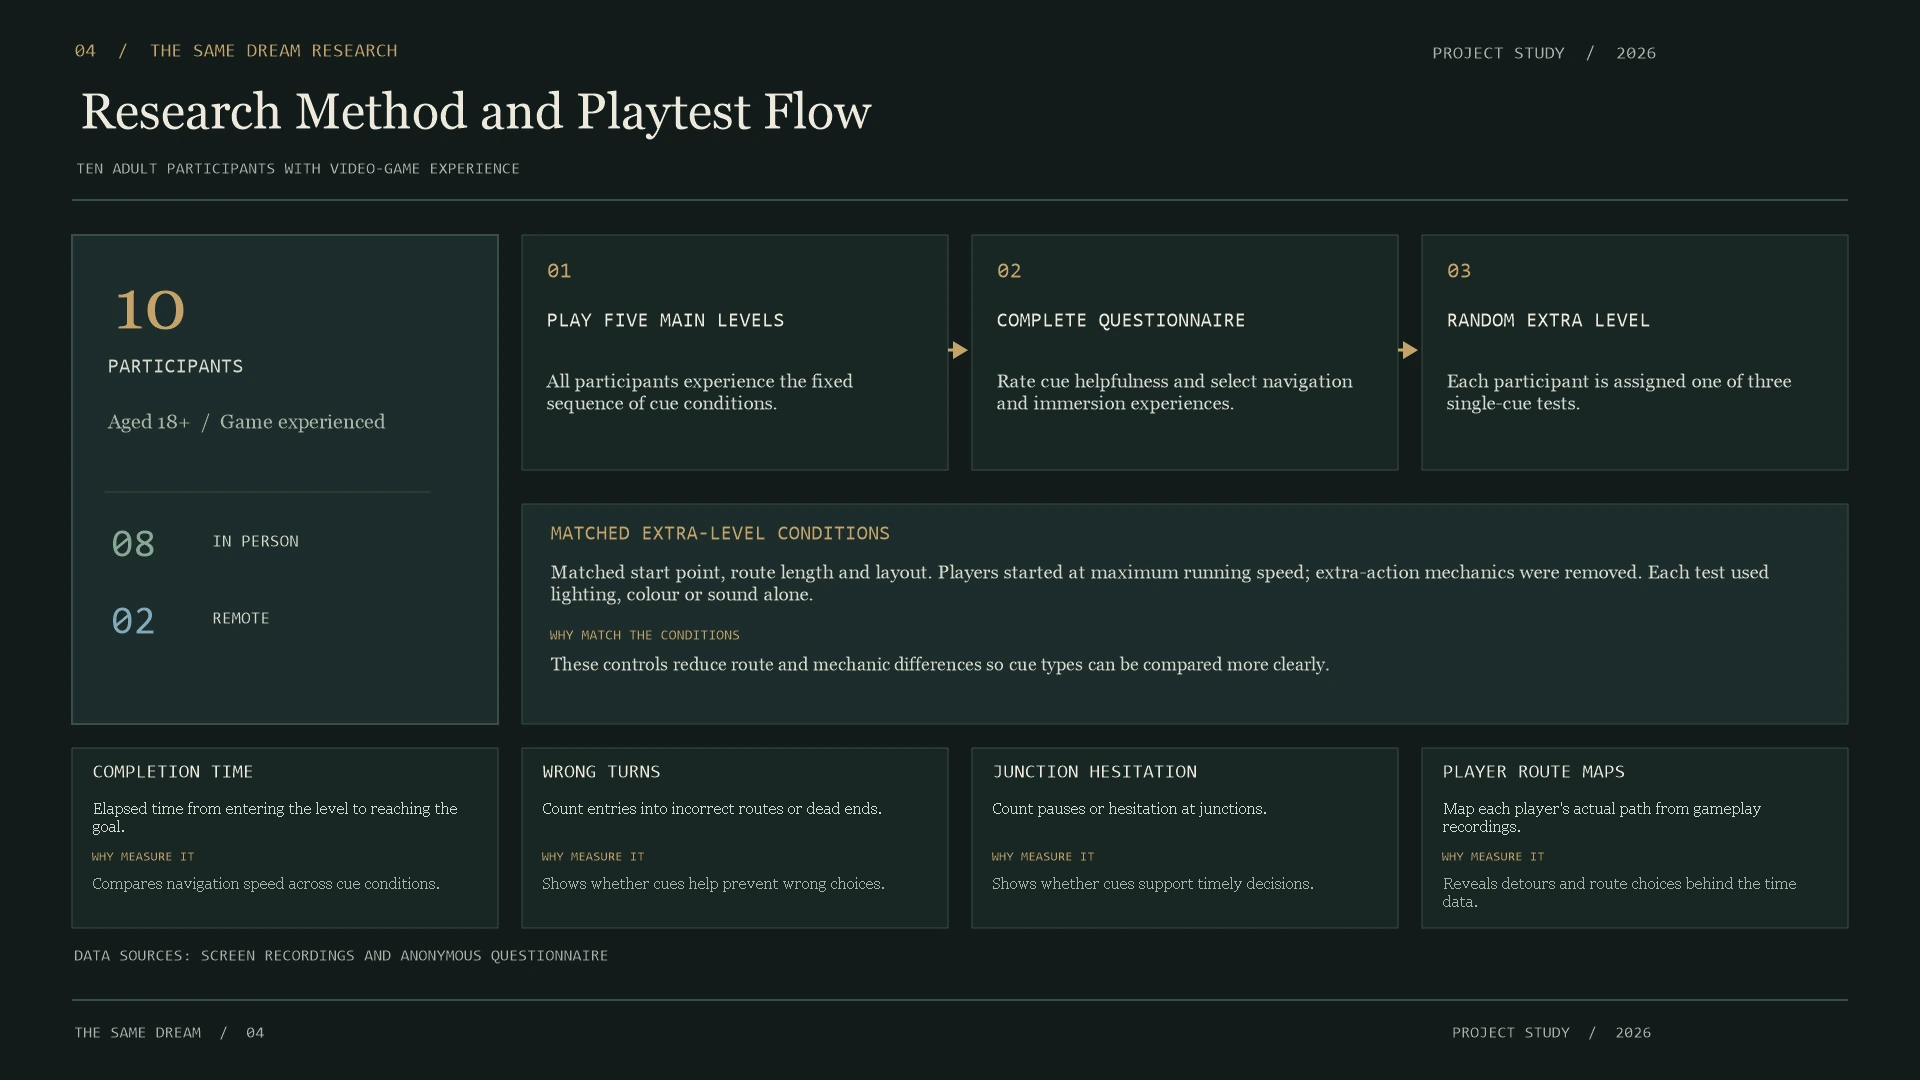 04 / THE SAME DREAM RESEARCH
PROJECT STUDY / 2026
Research Method and Playtest Flow
TEN ADULT PARTICIPANTS WITH VIDEO-GAME EXPERIENCE
10
PARTICIPANTS
Aged 18+ / Game experienced
08 IN PERSON
02 REMOTE
01
PLAY FIVE MAIN LEVELS
All participants experience the fixed
sequence of cue conditions.
02
COMPLETE QUESTIONNAIRE
Rate cue helpfulness and select navigation
and immersion experiences.
03
RANDOM EXTRA LEVEL
Each participant is assigned one of three
single-cue tests.
MATCHED EXTRA-LEVEL CONDITIONS
Matched start point, route length and layout. Players started at maximum running speed; extra-action mechanics were removed. Each test used
lighting, colour or sound alone.
WHY MATCH THE CONDITIONS
These controls reduce route and mechanic differences so cue types can be compared more clearly.
COMPLETION TIME
Elapsed time from entering the level to reaching the
goal.
WHY MEASURE IT
Compares navigation speed across cue conditions.
WRONG TURNS
Count entries into incorrect routes or dead ends.
WHY MEASURE IT
Shows whether cues help prevent wrong choices.
JUNCTION HESITATION
Count pauses or hesitation at junctions.
WHY MEASURE IT
Shows whether cues support timely decisions.
PLAYER ROUTE MAPS
Map each player's actual path from gameplay
recordings.
WHY MEASURE IT
Reveals detours and route choices behind the time
data.
DATA SOURCES: SCREEN RECORDINGS AND ANONYMOUS QUESTIONNAIRE
THE SAME DREAM / 04
PROJECT STUDY / 2026